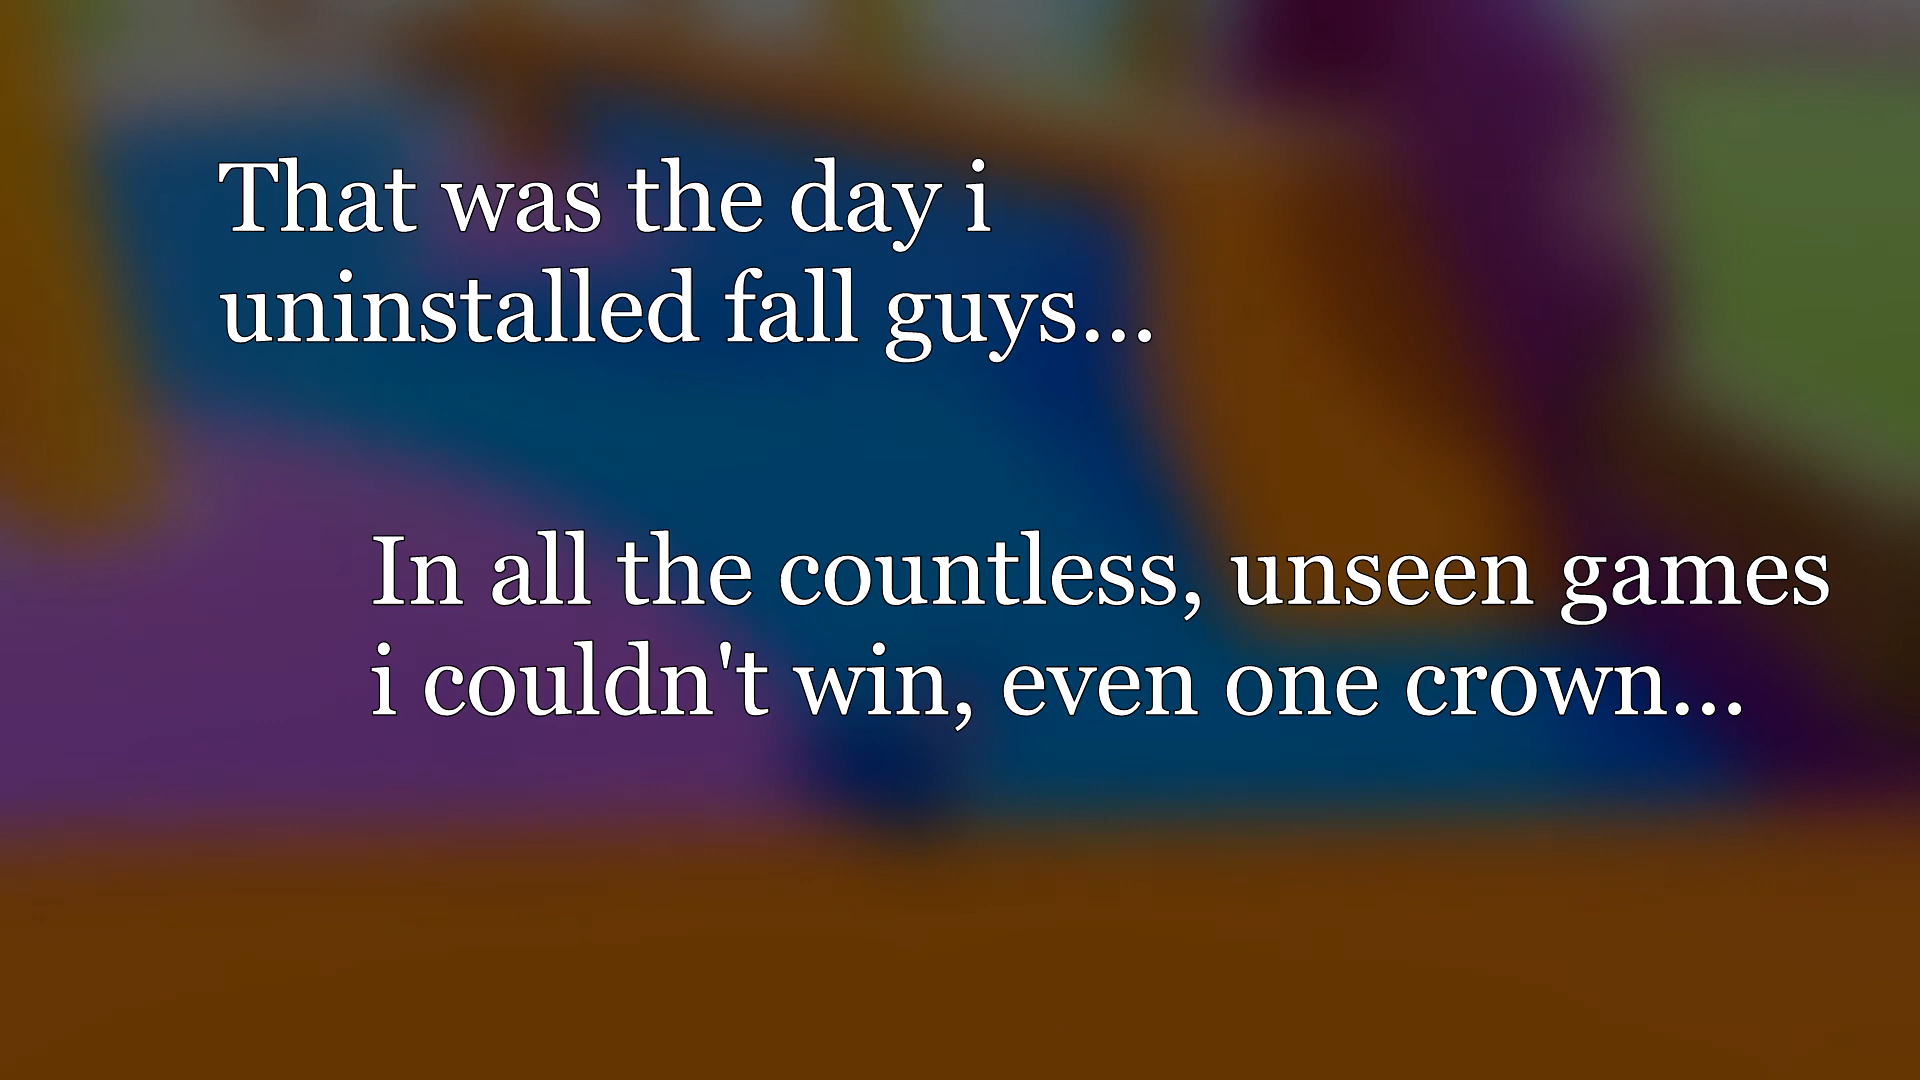 That was the day i
uninstalled fall guys...
In all the countless, unseen games
i couldn't win, even one crown...